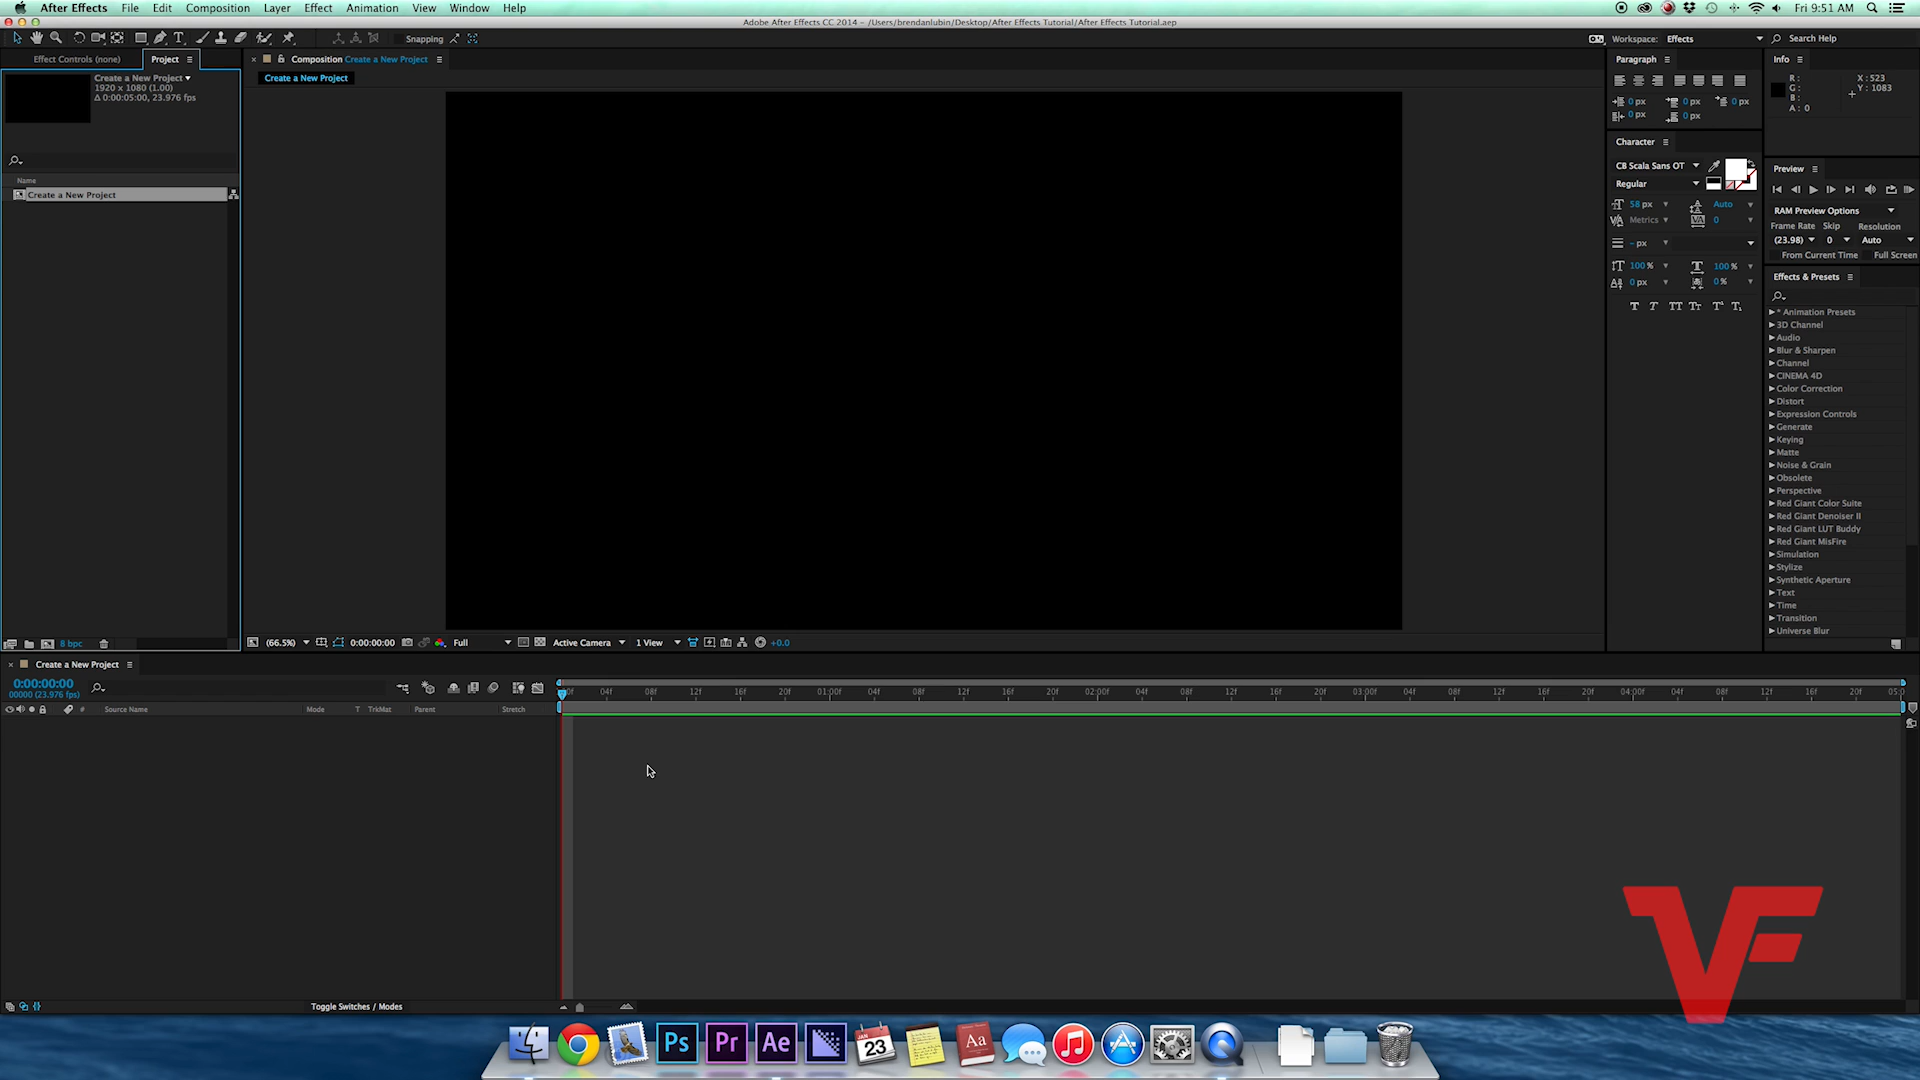 After Effects File Edit Composition Layer Effect Animation View Window Help
Fri 9:51 AM
Adobe After Effects CC 2014 – /Users/brendanlubin/Desktop/After Effects Tutorial/After Effects Tutorial.aep
Snapping
Workspace: Effects
Search Help
Effect Controls (none)
Project
Create a New Project
1920 x 1080 (1.00)
Δ 0:00:05:00, 23.976 fps
Name
Create a New Project
8 bpc
Composition Create a New Project
Create a New Project
(66.5%) 0:00:00:00 Full Active Camera 1 View +0.0
Paragraph
0 px 0 px 0 px
0 px 0 px
Character
CB Scala Sans OT
Regular
58 px Auto
Metrics 0
- px
100 % 100 %
0 px 0 %
T T TT Tr T¹ T₁
Info
R :
G :
B :
A : 0
X : 523
Y : 1083
Preview
RAM Preview Options
Frame Rate Skip Resolution
(23.98) 0 Auto
From Current Time Full Screen
Effects & Presets
* Animation Presets
3D Channel
Audio
Blur & Sharpen
Channel
CINEMA 4D
Color Correction
Distort
Expression Controls
Generate
Keying
Matte
Noise & Grain
Obsolete
Perspective
Red Giant Color Suite
Red Giant Denoiser II
Red Giant LUT Buddy
Red Giant MisFire
Simulation
Stylize
Synthetic Aperture
Text
Time
Transition
Universe Blur
Create a New Project
0:00:00:00
00000 (23.976 fps)
# Source Name Mode T TrkMat Parent Stretch
04f 08f 12f 16f 20f 01:00f 04f 08f 12f 16f 20f 02:00f 04f 08f 12f 16f 20f 03:00f 04f 08f 12f 16f 20f 04:00f 04f 08f 12f 16f 20f 05:0
Toggle Switches / Modes
VF
Ps Pr Ae
JAN
23
Aa